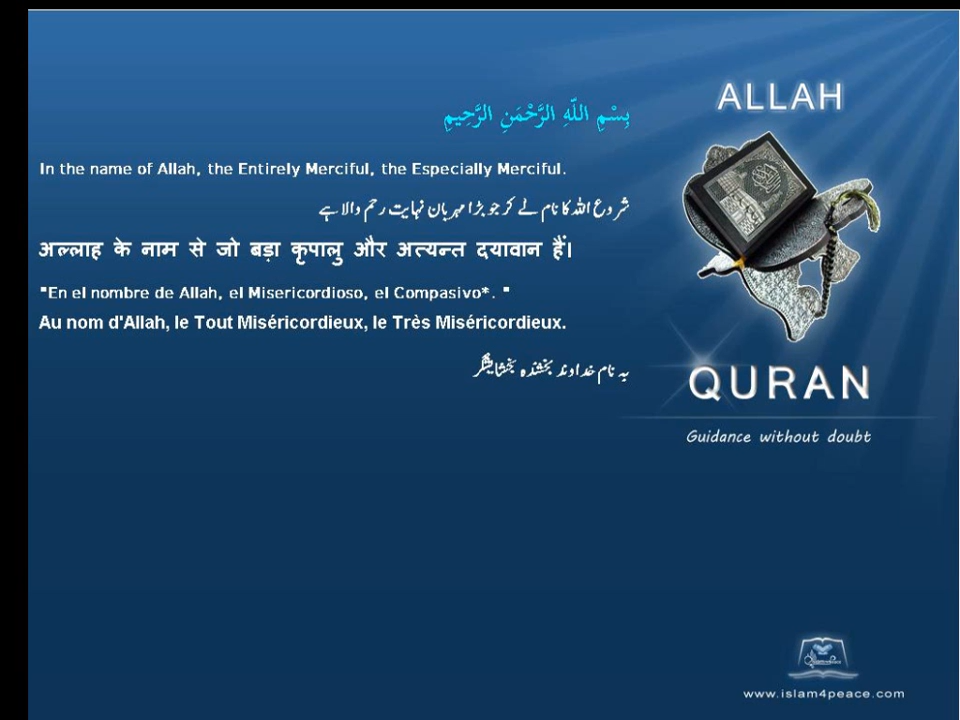 بِسْمِ اللّهِ الرَّحْمَنِ الرَّحِيمِ
In the name of Allah, the Entirely Merciful, the Especially Merciful.
شروع الله کا نام لے کر جو بڑا مہربان نہایت رحم والا ہے
अल्लाह के नाम से जो बड़ा कृपालु और अत्यन्त दयावान हैं।
"En el nombre de Allah, el Misericordioso, el Compasivo*. "
Au nom d'Allah, le Tout Miséricordieux, le Très Miséricordieux.
به نام خداوند بخشنده بخشایشگر
ALLAH
QURAN
Guidance without doubt
www.islam4peace.com